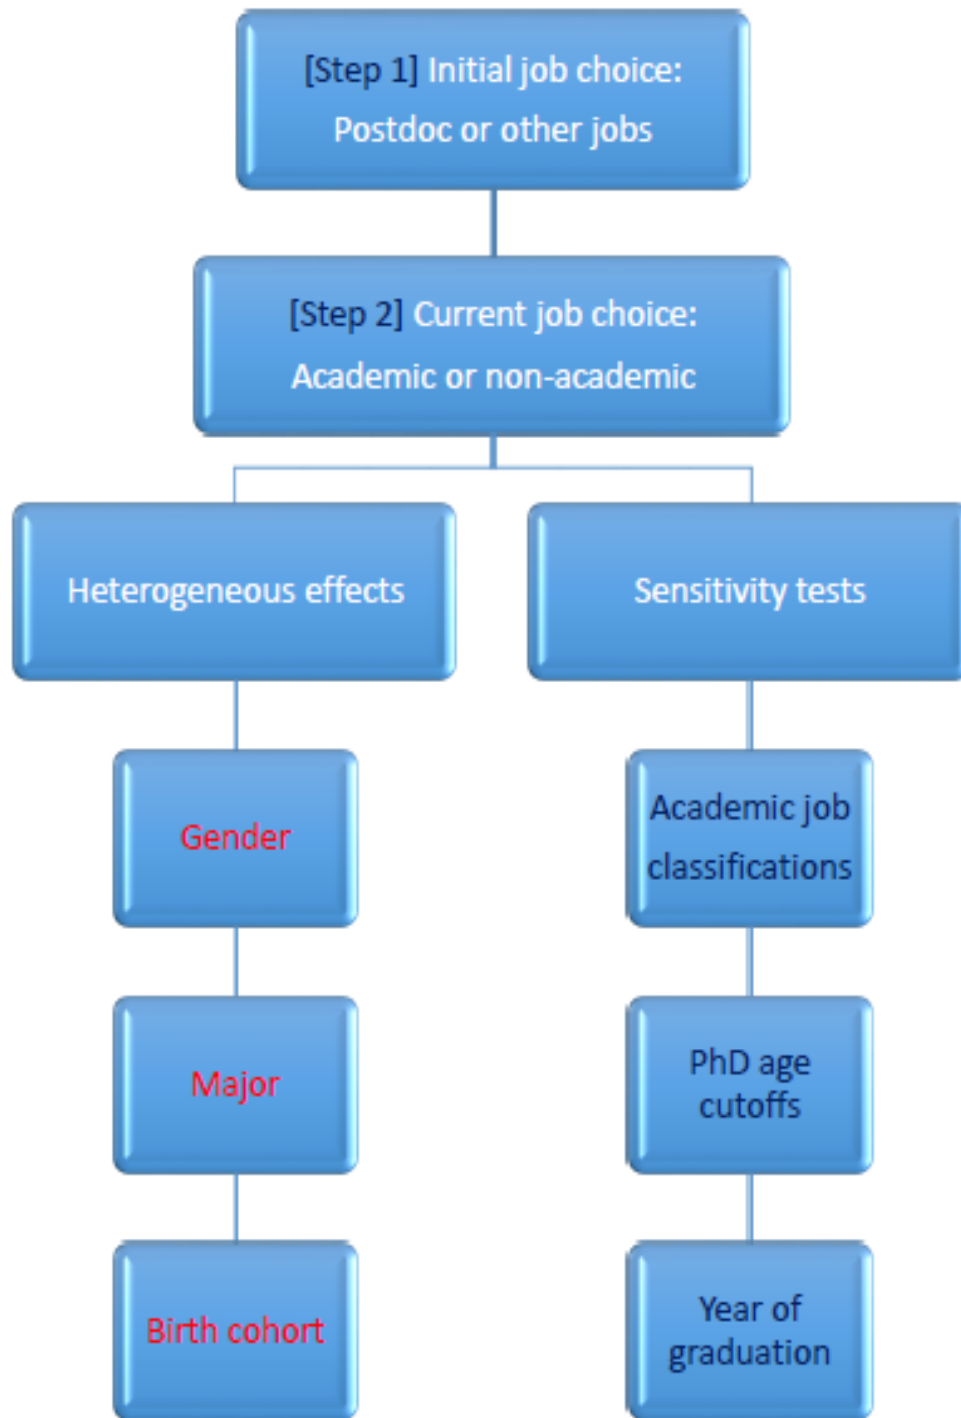 [Step 1] Initial job choice:
Postdoc or other jobs
[Step 2] Current job choice:
Academic or non-academic
Heterogeneous effects
Sensitivity tests
Gender
Academic job
classifications
Major
PhD age
cutoffs
Birth cohort
Year of
graduation